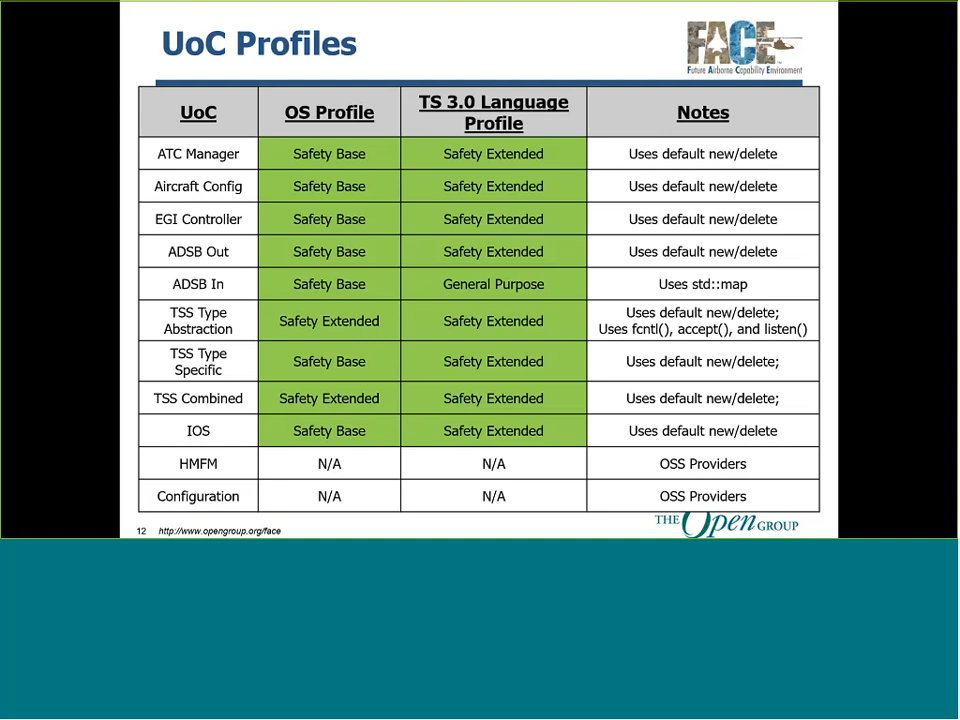 UoC Profiles
FACE
Future Airborne Capability Environment
UoC OS Profile TS 3.0 Language Profile Notes
ATC Manager Safety Base Safety Extended Uses default new/delete
Aircraft Config Safety Base Safety Extended Uses default new/delete
EGI Controller Safety Base Safety Extended Uses default new/delete
ADSB Out Safety Base Safety Extended Uses default new/delete
ADSB In Safety Base General Purpose Uses std::map
TSS Type Abstraction Safety Extended Safety Extended Uses default new/delete; Uses fcntl(), accept(), and listen()
TSS Type Specific Safety Base Safety Extended Uses default new/delete;
TSS Combined Safety Extended Safety Extended Uses default new/delete;
IOS Safety Base Safety Extended Uses default new/delete
HMFM N/A N/A OSS Providers
Configuration N/A N/A OSS Providers
12 http://www.opengroup.org/face
THE Open GROUP